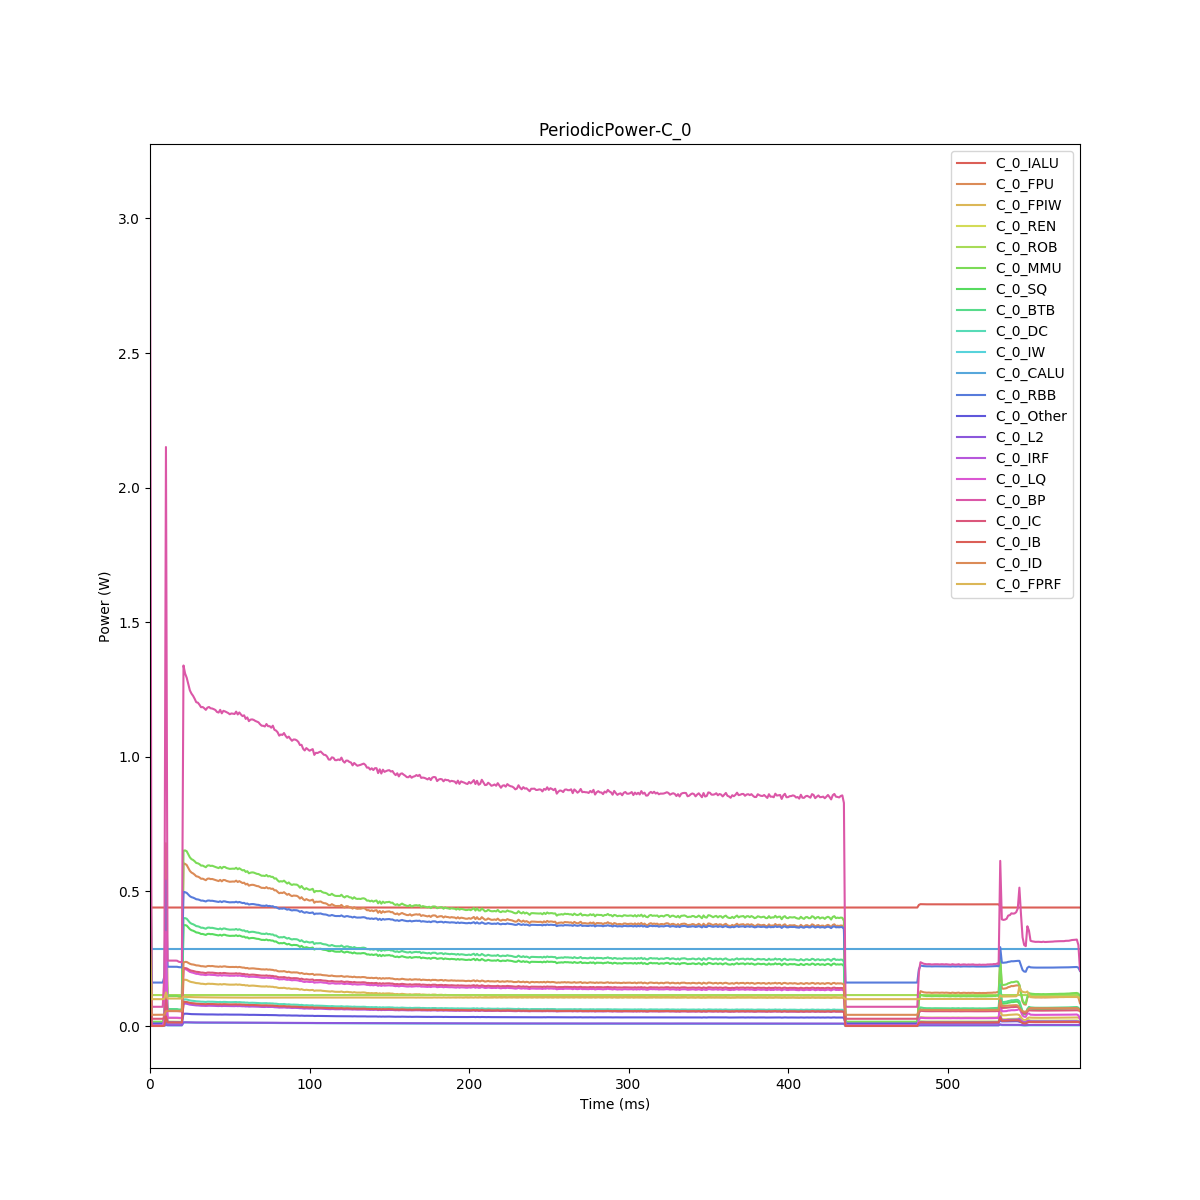 PeriodicPower-C_0
3.0
2.5
2.0
1.5
1.0
0.5
0.0
Power (W)
0
100
200
300
400
500
Time (ms)
C_0_IALU
C_0_FPU
C_0_FPIW
C_0_REN
C_0_ROB
C_0_MMU
C_0_SQ
C_0_BTB
C_0_DC
C_0_IW
C_0_CALU
C_0_RBB
C_0_Other
C_0_L2
C_0_IRF
C_0_LQ
C_0_BP
C_0_IC
C_0_IB
C_0_ID
C_0_FPRF